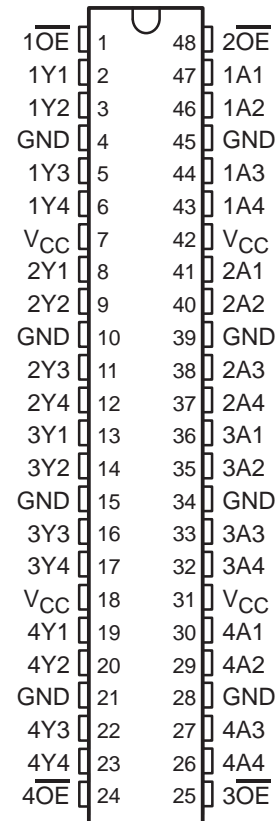 1O̅E̅ 1 48 2O̅E̅
1Y1 2 47 1A1
1Y2 3 46 1A2
GND 4 45 GND
1Y3 5 44 1A3
1Y4 6 43 1A4
VCC 7 42 VCC
2Y1 8 41 2A1
2Y2 9 40 2A2
GND 10 39 GND
2Y3 11 38 2A3
2Y4 12 37 2A4
3Y1 13 36 3A1
3Y2 14 35 3A2
GND 15 34 GND
3Y3 16 33 3A3
3Y4 17 32 3A4
VCC 18 31 VCC
4Y1 19 30 4A1
4Y2 20 29 4A2
GND 21 28 GND
4Y3 22 27 4A3
4Y4 23 26 4A4
4O̅E̅ 24 25 3O̅E̅